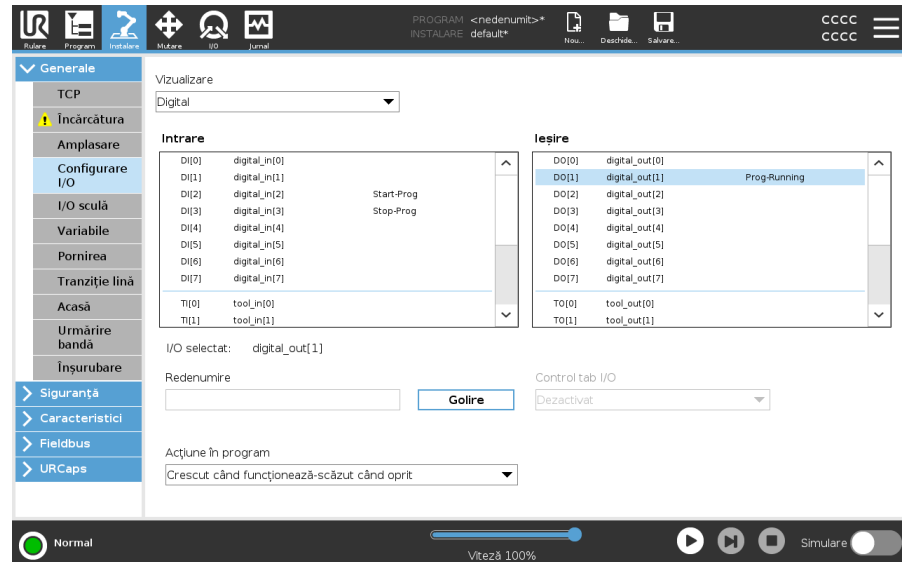 PROGRAM <nedenumit>*
INSTALARE default*
Rulare Program Instalare Mutare I/O Jurnal Nou... Deschide... Salvare...
cccc
cccc
Generale
TCP
Încărcătura
Amplasare
Configurare
I/O
I/O sculă
Variabile
Pornirea
Tranziție lină
Acasă
Urmărire
bandă
Înșurubare
Siguranță
Caracteristici
Fieldbus
URCaps
Vizualizare
Digital
Intrare
DI[0] digital_in[0]
DI[1] digital_in[1]
DI[2] digital_in[2] Start-Prog
DI[3] digital_in[3] Stop-Prog
DI[4] digital_in[4]
DI[5] digital_in[5]
DI[6] digital_in[6]
DI[7] digital_in[7]
TI[0] tool_in[0]
TI[1] tool_in[1]
Ieșire
DO[0] digital_out[0]
DO[1] digital_out[1] Prog-Running
DO[2] digital_out[2]
DO[3] digital_out[3]
DO[4] digital_out[4]
DO[5] digital_out[5]
DO[6] digital_out[6]
DO[7] digital_out[7]
TO[0] tool_out[0]
TO[1] tool_out[1]
I/O selectat: digital_out[1]
Redenumire
Golire
Control tab I/O
Dezactivat
Acțiune în program
Crescut când funcționează-scăzut când oprit
Normal
Viteză 100%
Simulare